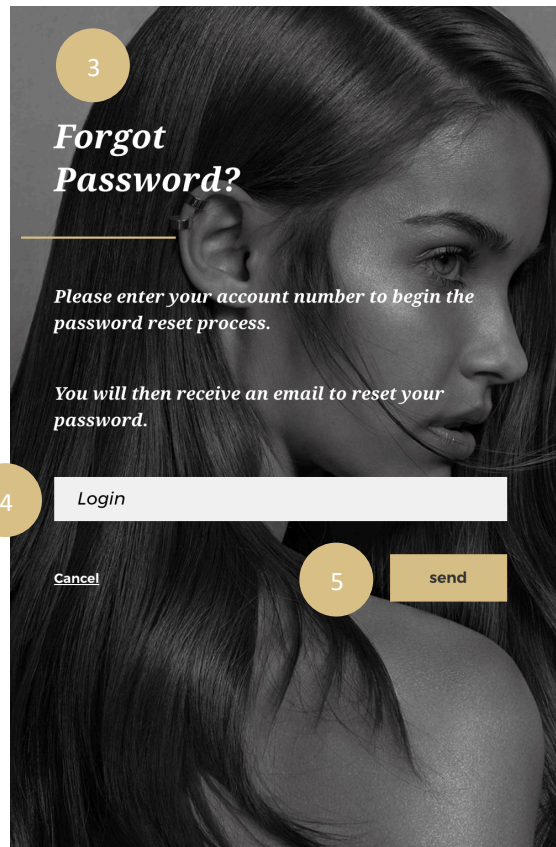 3
Forgot
Password?
Please enter your account number to begin the
password reset process.
You will then receive an email to reset your
password.
4
Login
Cancel
5
send